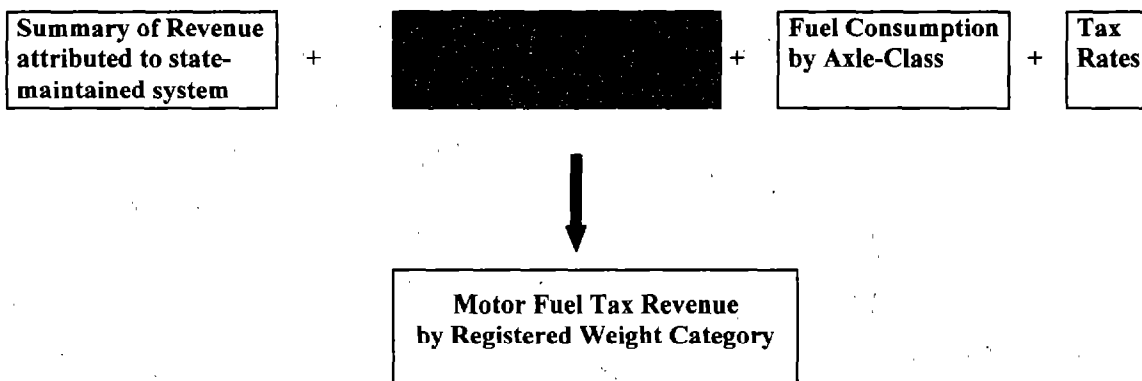 Summary of Revenue
attributed to state-
maintained system
+
+
Fuel Consumption
by Axle-Class
+
Tax
Rates
Motor Fuel Tax Revenue
by Registered Weight Category